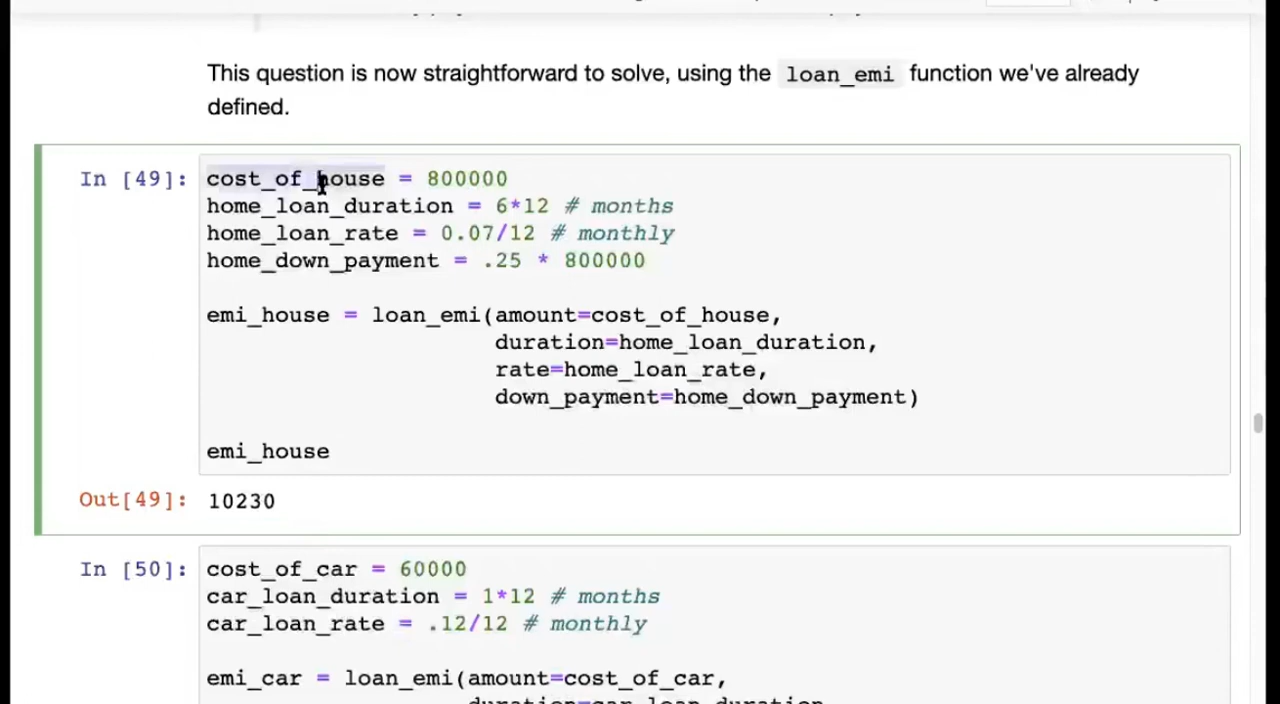 This question is now straightforward to solve, using the loan_emi function we've already
defined.
In [49]: cost_of_house = 800000
home_loan_duration = 6*12 # months
home_loan_rate = 0.07/12 # monthly
home_down_payment = .25 * 800000
emi_house = loan_emi(amount=cost_of_house,
duration=home_loan_duration,
rate=home_loan_rate,
down_payment=home_down_payment)
emi_house
Out[49]: 10230
In [50]: cost_of_car = 60000
car_loan_duration = 1*12 # months
car_loan_rate = .12/12 # monthly
emi_car = loan_emi(amount=cost_of_car,
duration=car_loan_duration